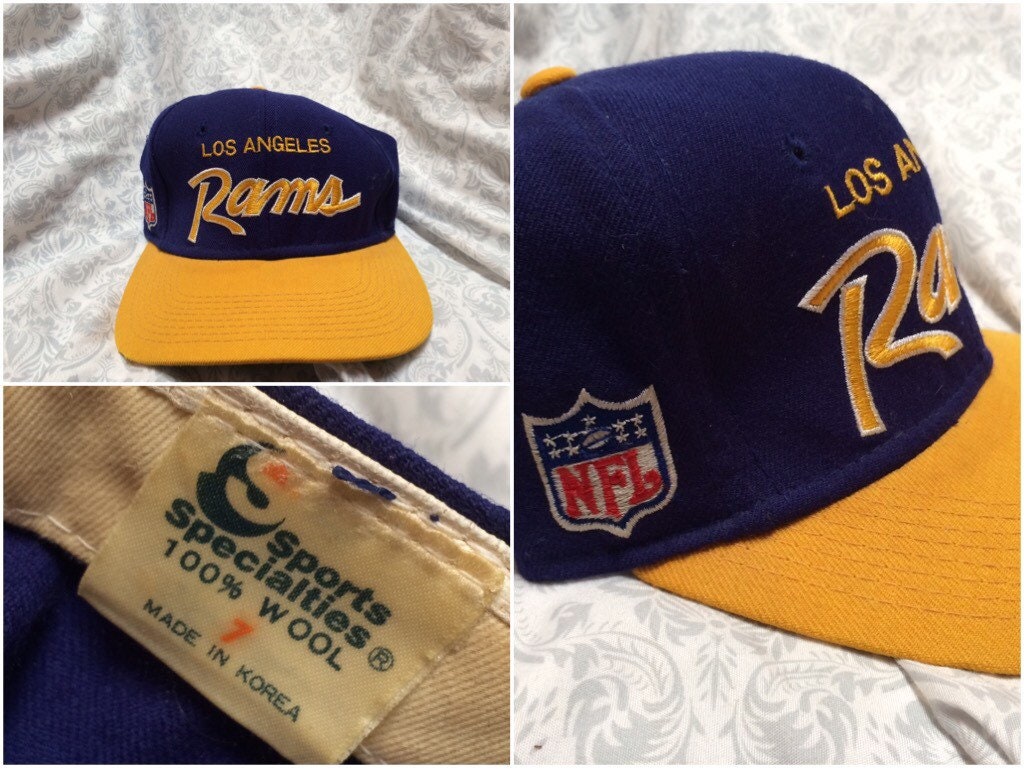 LOS ANGELES
Rams
NFL
Sports
Specialties®
100% WOOL
7
MADE IN KOREA
LOS AN
Ra
NFL